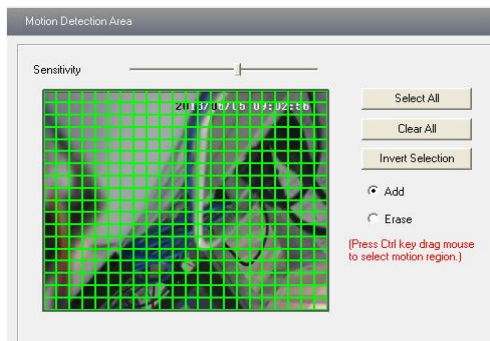 Motion Detection Area
Sensitivity
2013/06/05 09:02:56
Select All
Clear All
Invert Selection
Add
Erase
(Press Ctrl key drag mouse
to select motion region.)